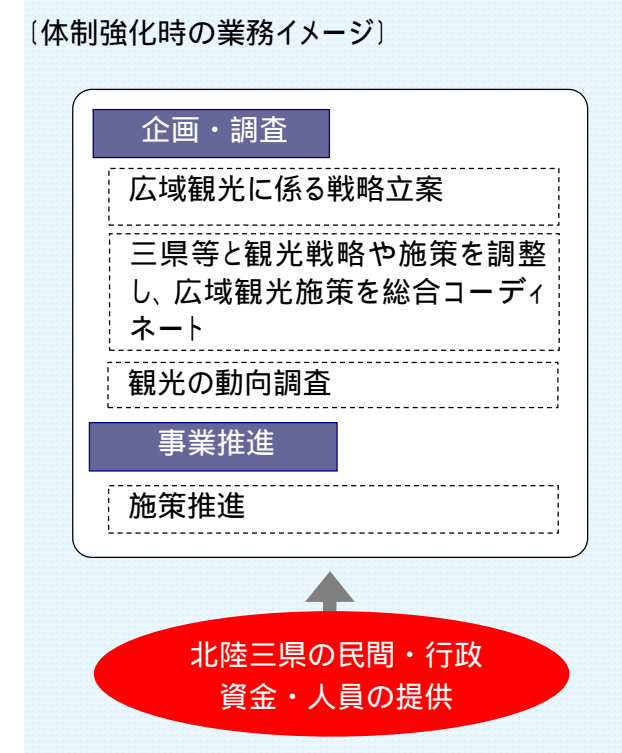 〔体制強化時の業務イメージ〕
企画・調査
広域観光に係る戦略立案
三県等と観光戦略や施策を調整
し、広域観光施策を総合コーディ
ネート
観光の動向調査
事業推進
施策推進
北陸三県の民間・行政
資金・人員の提供